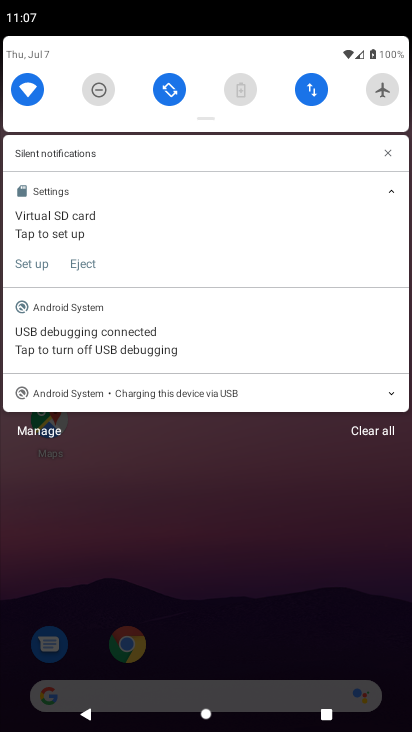 11:07
Thu, Jul 7
100%
Silent notifications
Settings
Virtual SD card
Tap to set up
Set up Eject
Android System
USB debugging connected
Tap to turn off USB debugging
Android System • Charging this device via USB
Manage Clear all
Maps